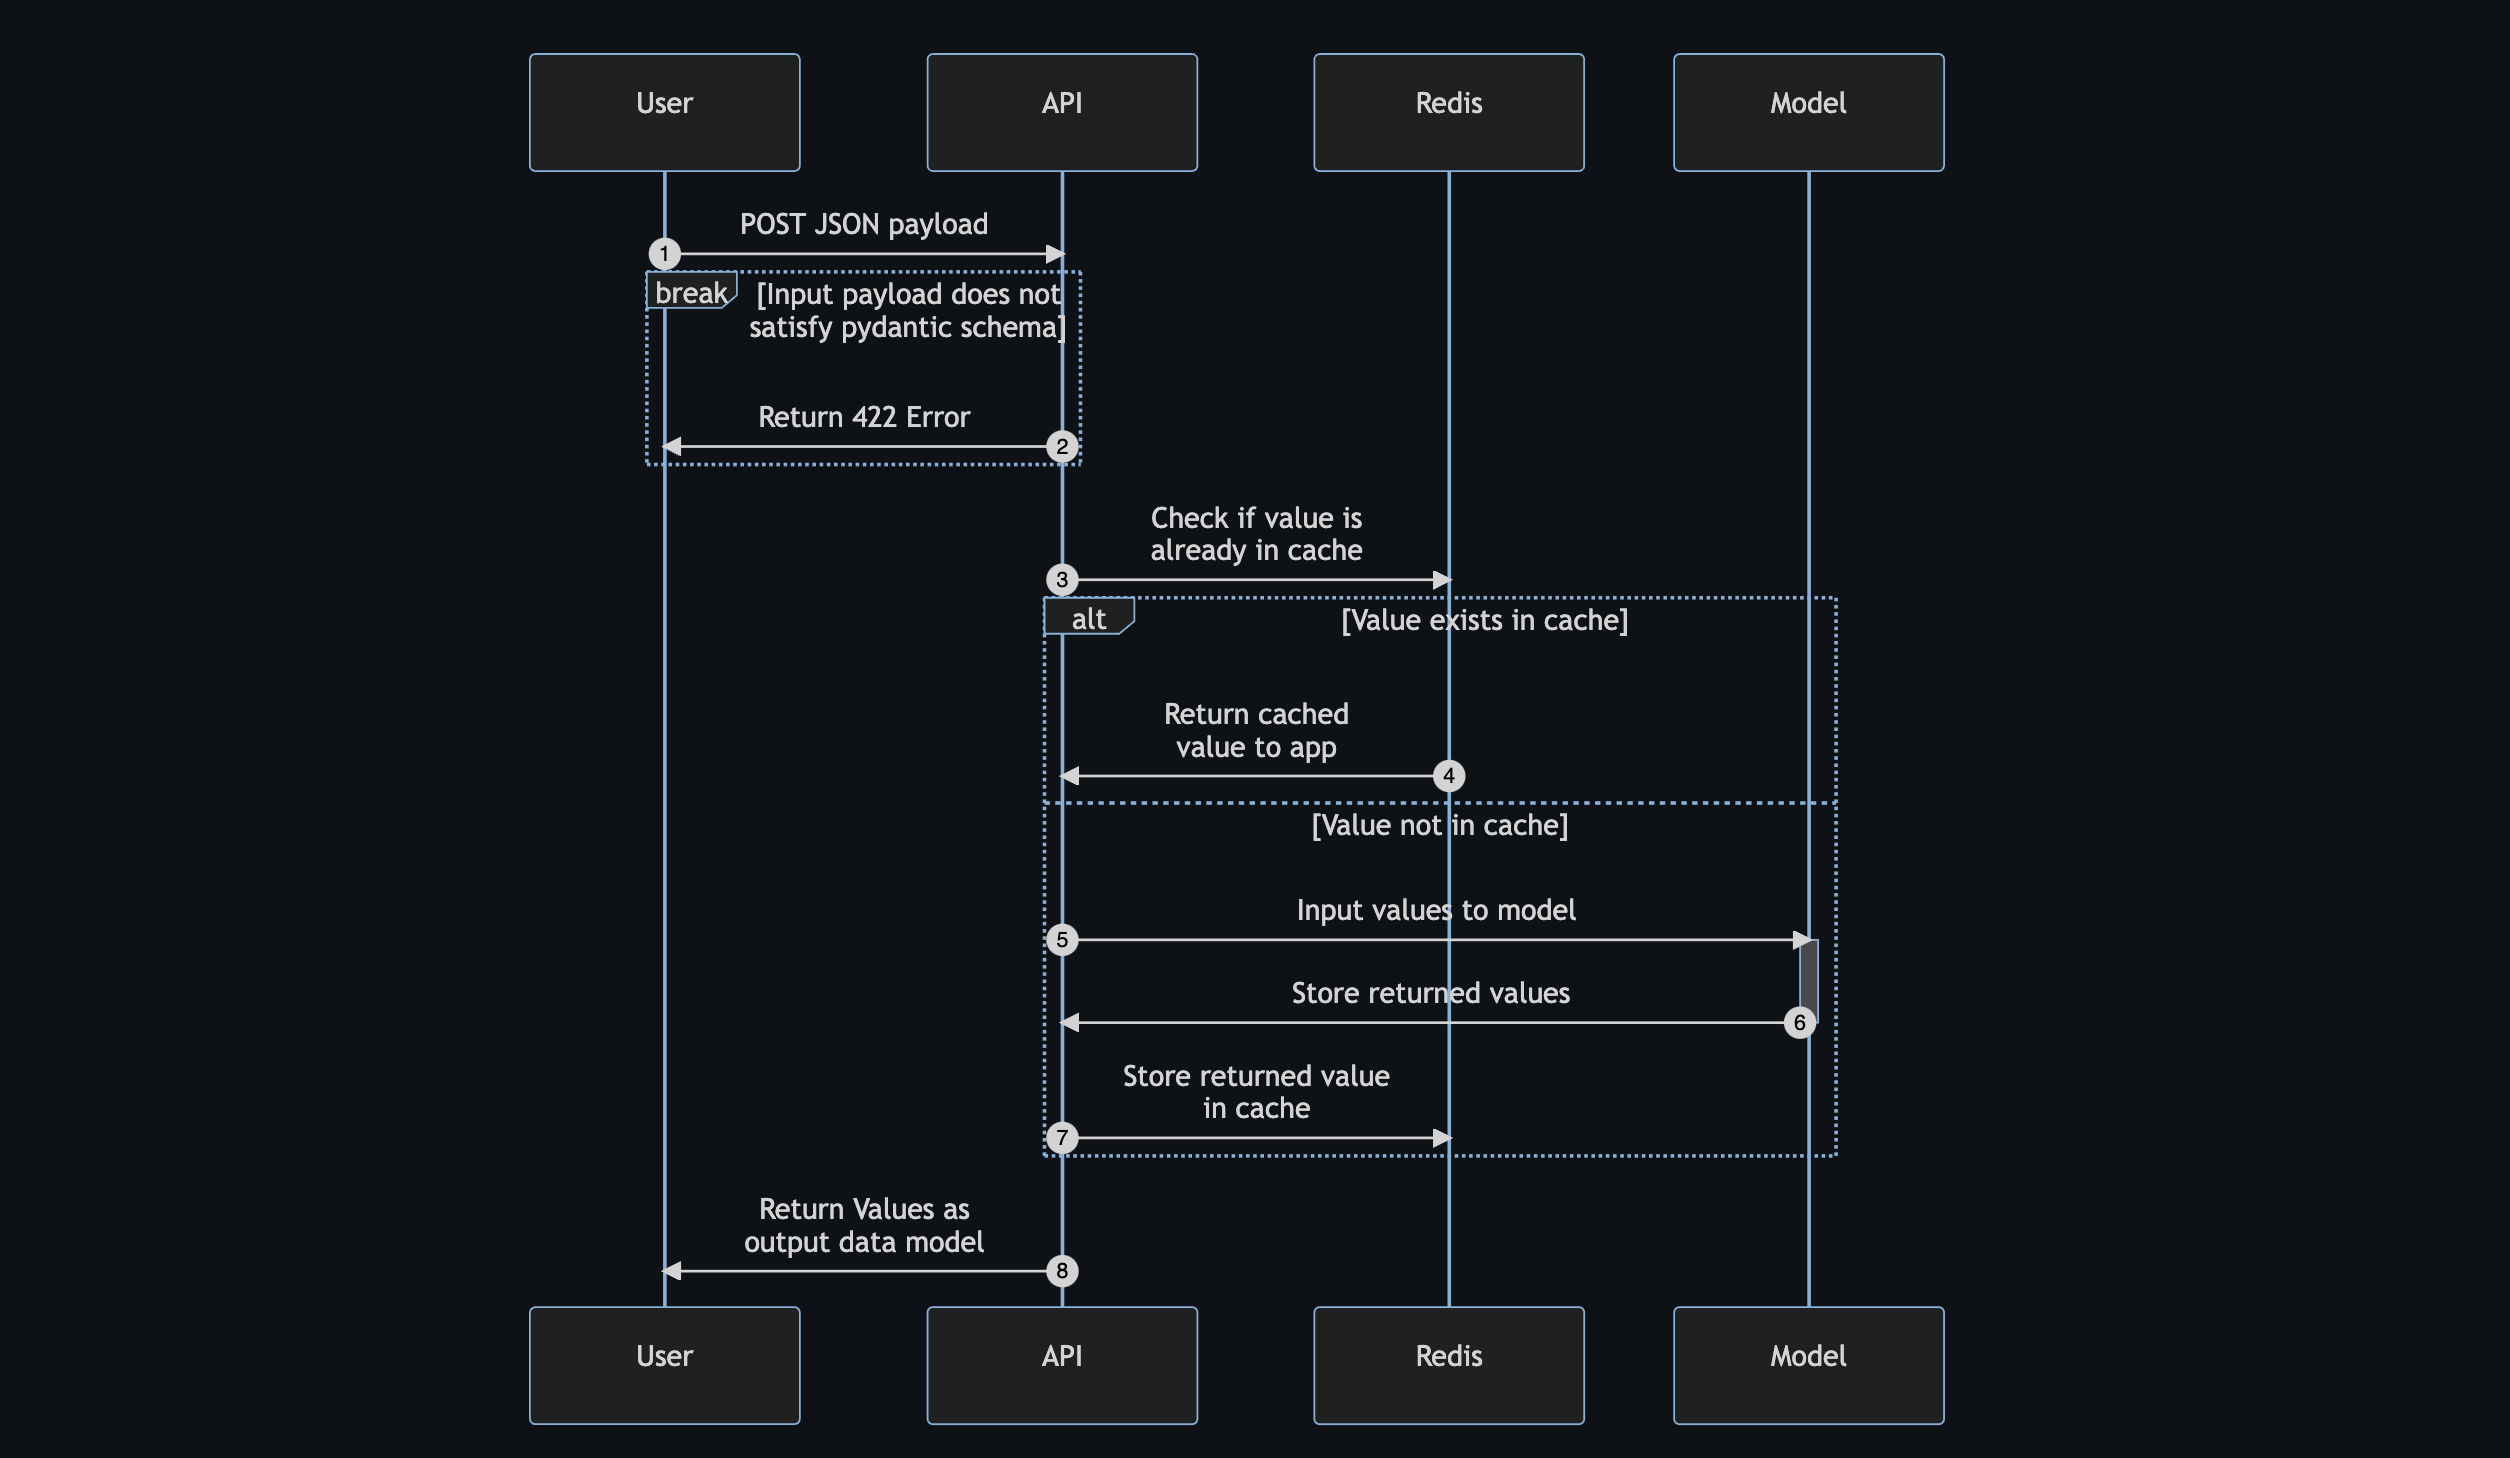 User
API
Redis
Model
POST JSON payload
1
break
[Input payload does not
satisfy pydantic schema]
Return 422 Error
2
Check if value is
already in cache
3
alt
[Value exists in cache]
Return cached
value to app
4
[Value not in cache]
Input values to model
5
Store returned values
6
Store returned value
in cache
7
Return Values as
output data model
8
User
API
Redis
Model